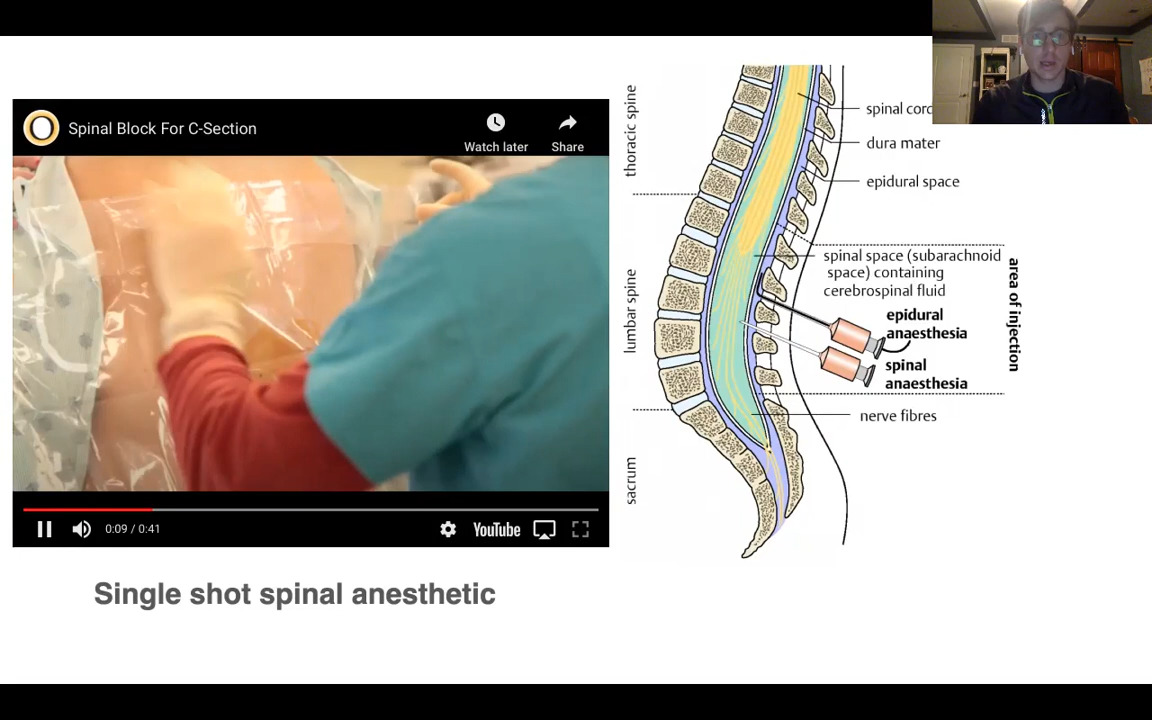 Spinal Block For C-Section
Watch later
Share
0:09 / 0:41
YouTube
Single shot spinal anesthetic
thoracic spine
lumbar spine
sacrum
spinal cord
dura mater
epidural space
spinal space (subarachnoid
space) containing
cerebrospinal fluid
epidural
anaesthesia
spinal
anaesthesia
area of injection
nerve fibres